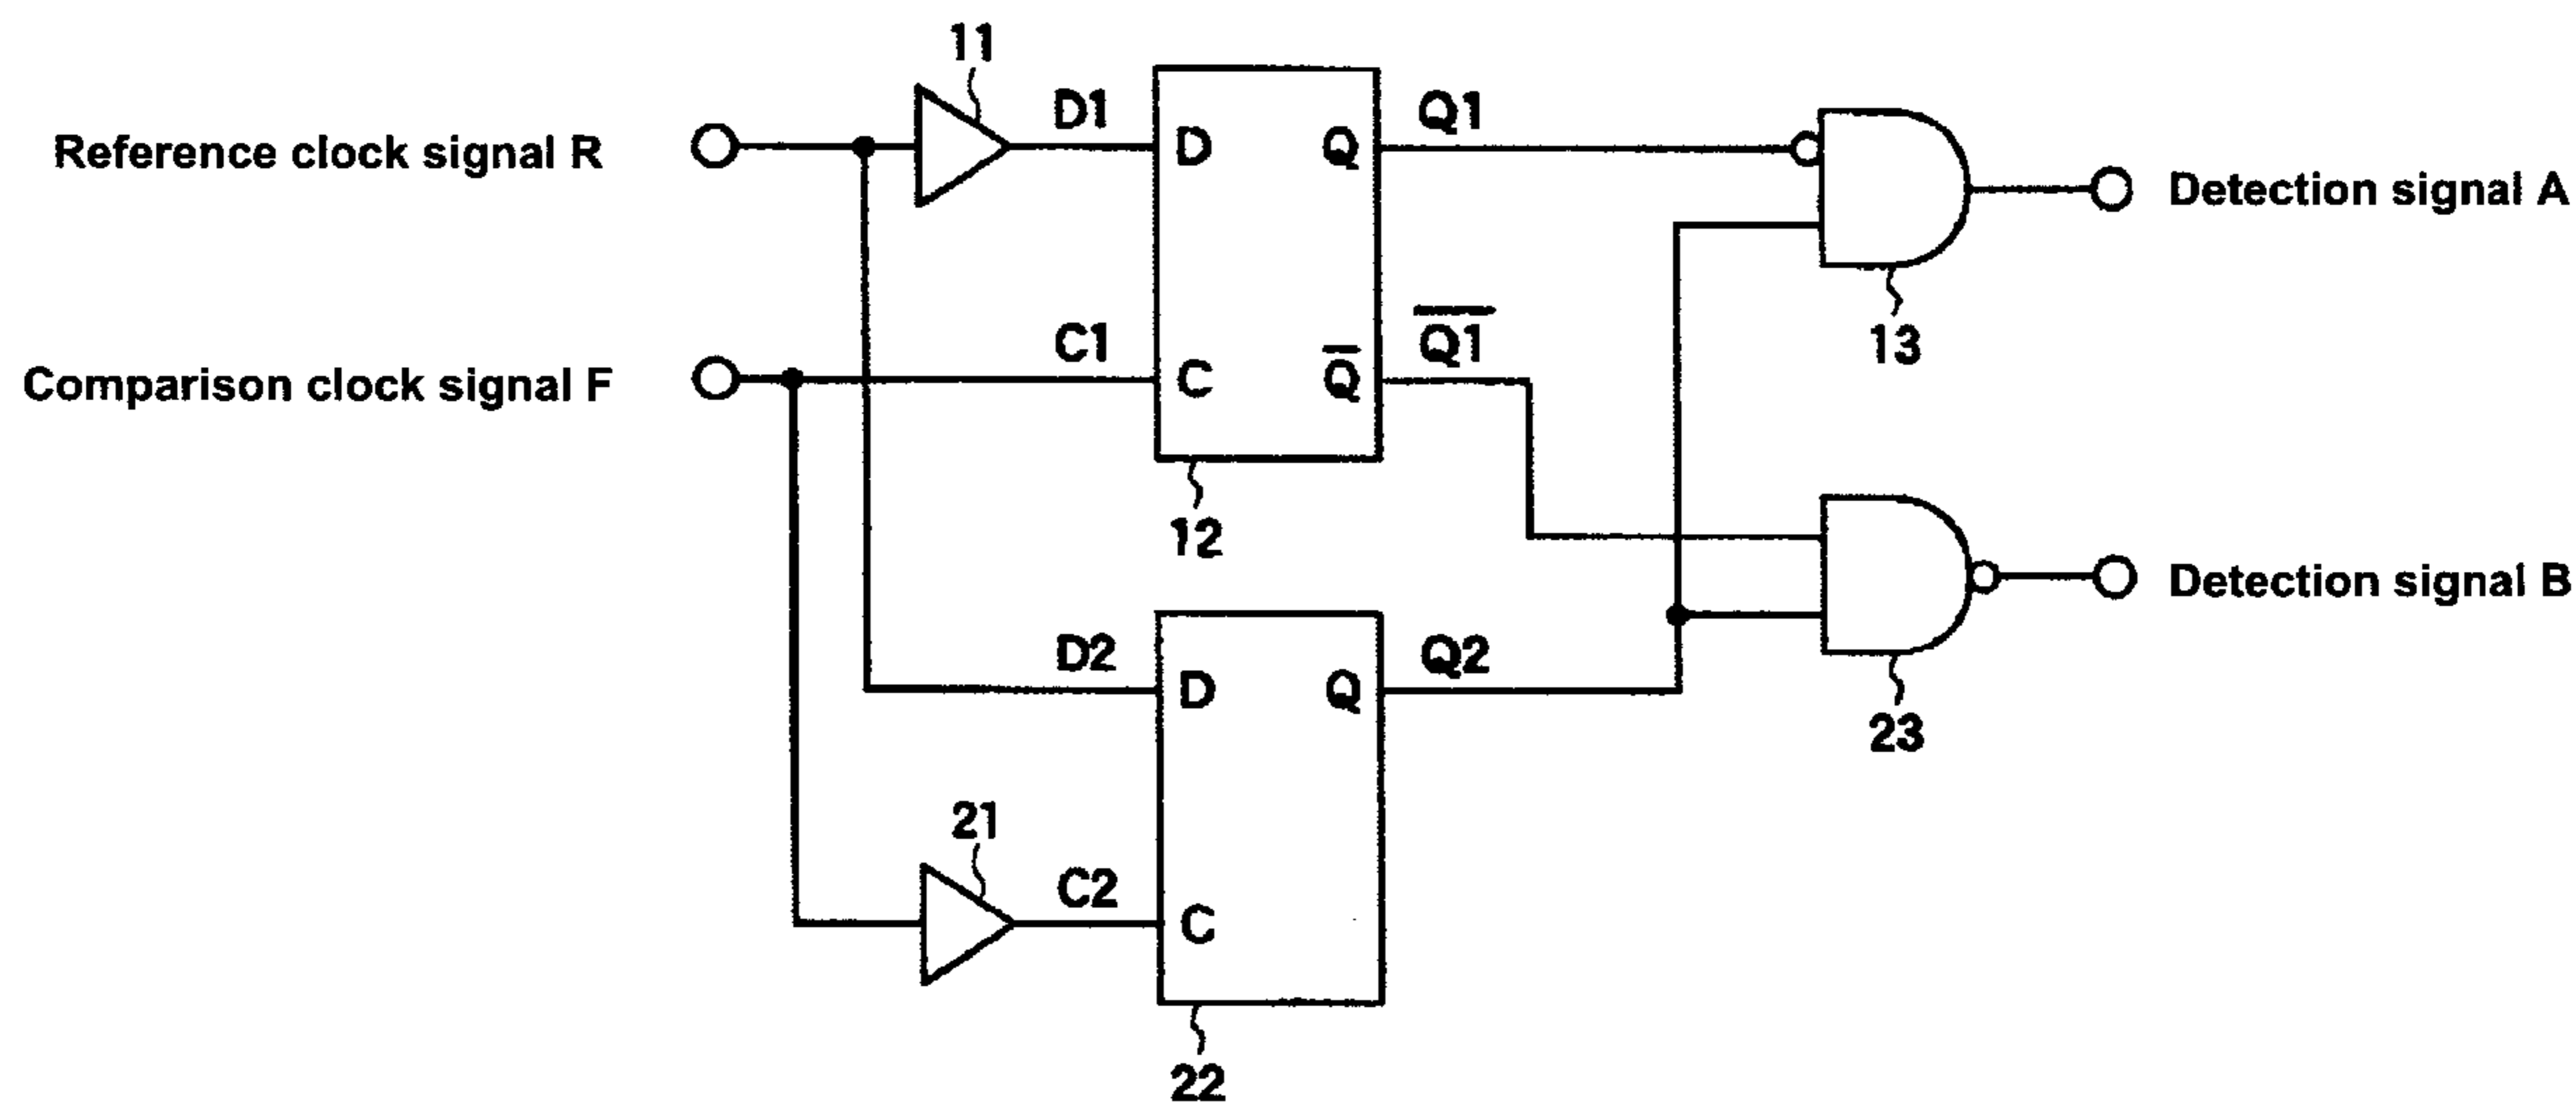 11
D1
D
Q
Q1
Reference clock signal R
Detection signal A
13
C1
C
Q̅
Q̅1̅
Comparison clock signal F
12
Detection signal B
D2
D
Q
Q2
23
21
C2
C
22